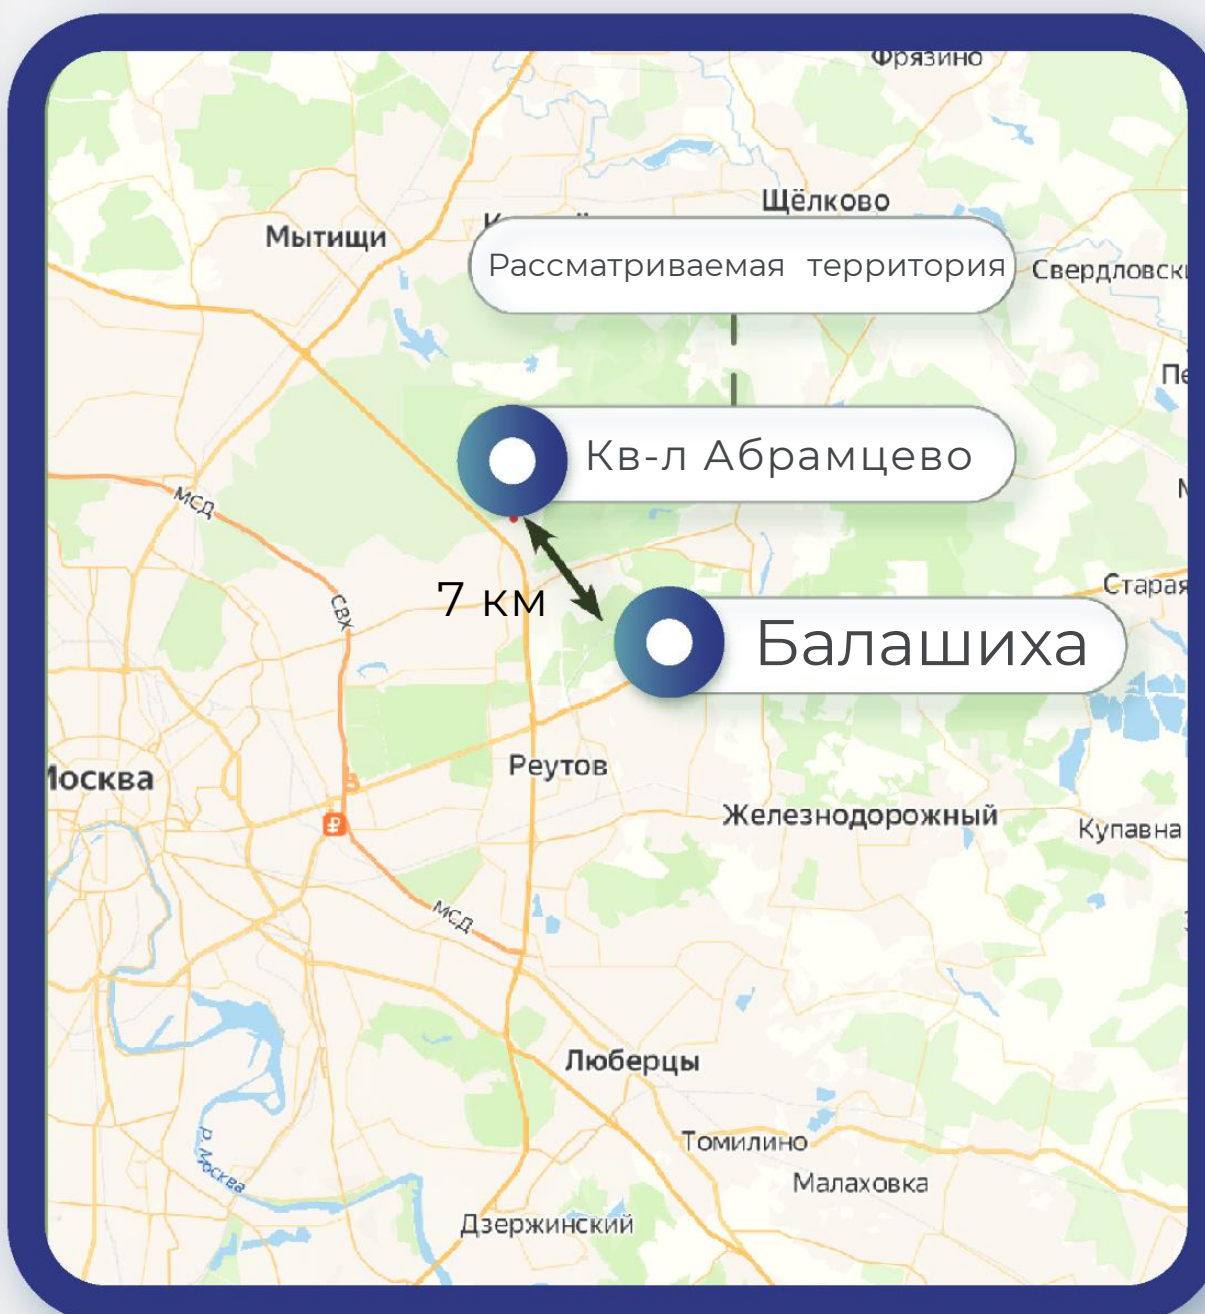 Фрязино
Щёлково
Мытищи
Рассматриваемая территория
Свердловски
Кв-л Абрамцево
МСД
Старая
7 км
СВХ
Балашиха
Реутов
Москва
Железнодорожный
Купавна
МСД
Люберцы
Томилино
р. Москва
Малаховка
Дзержинский